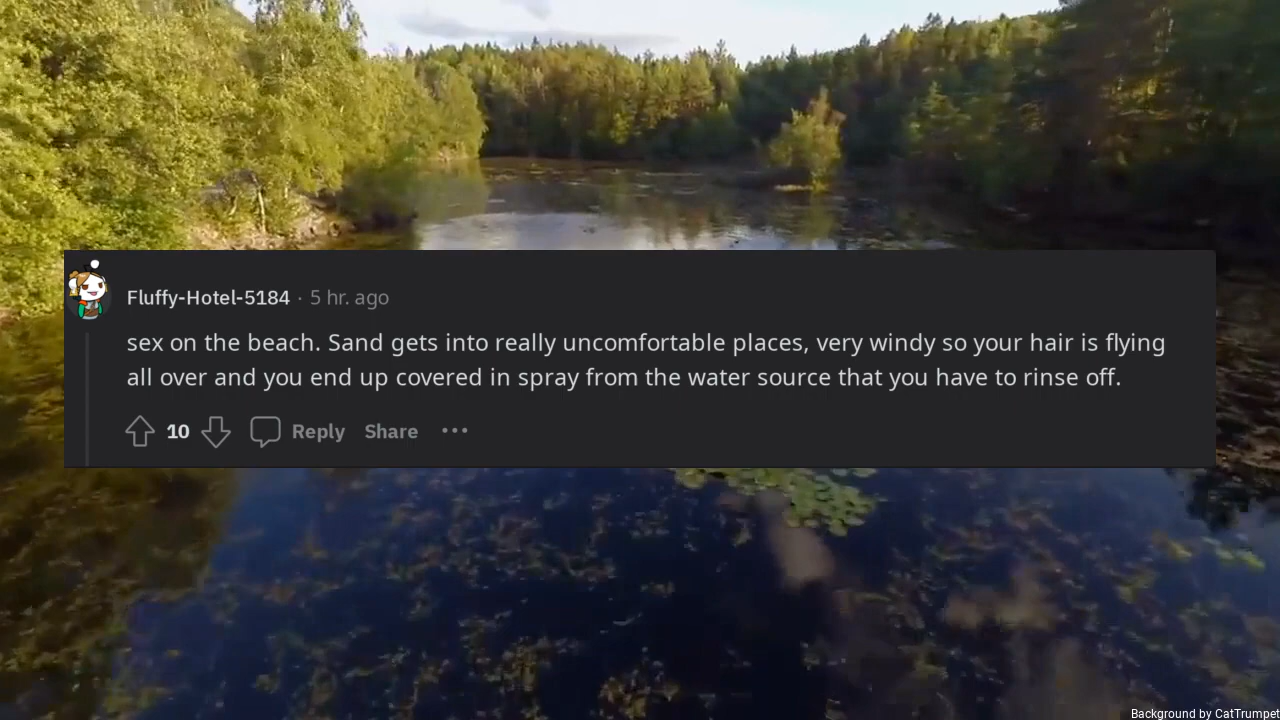 Fluffy-Hotel-5184 · 5 hr. ago
sex on the beach. Sand gets into really uncomfortable places, very windy so your hair is flying
all over and you end up covered in spray from the water source that you have to rinse off.
10 Reply Share ···
Background by CatTrumpet